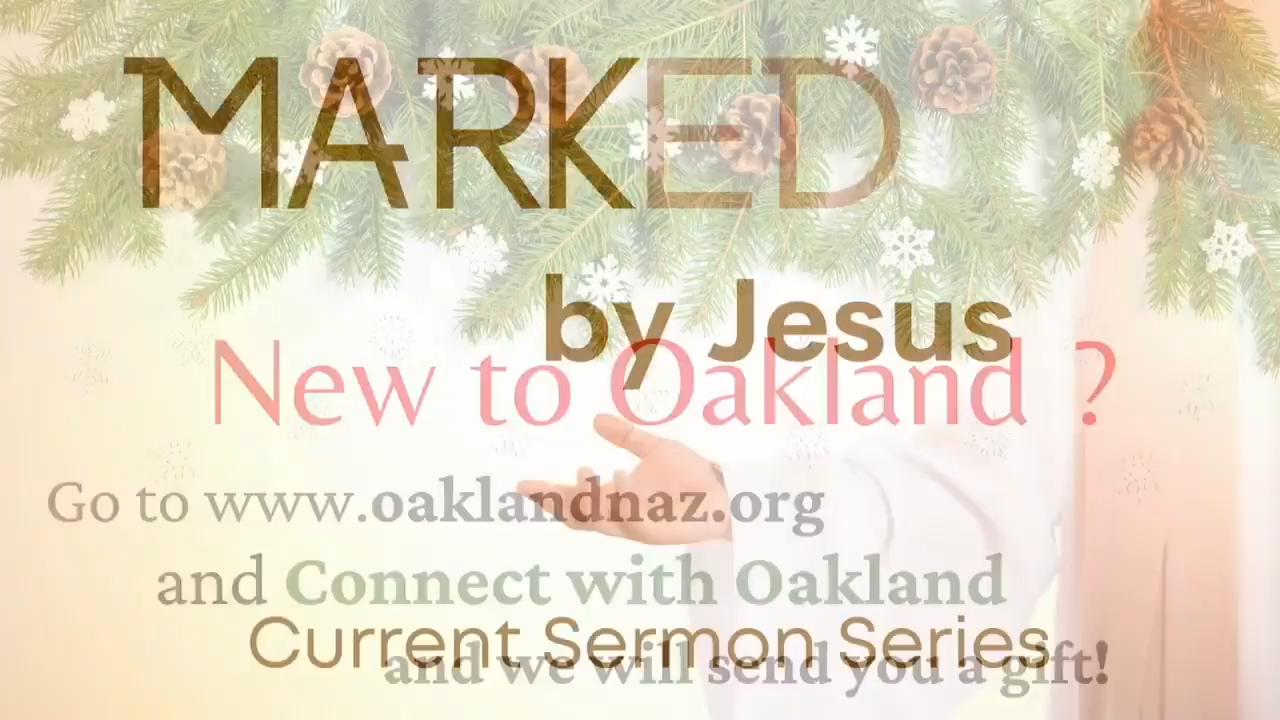 MARKED
by Jesus
New to Oakland ?
Go to www.oaklandnaz.org
and Connect with Oakland
Current Sermon Series
and we will send you a gift!